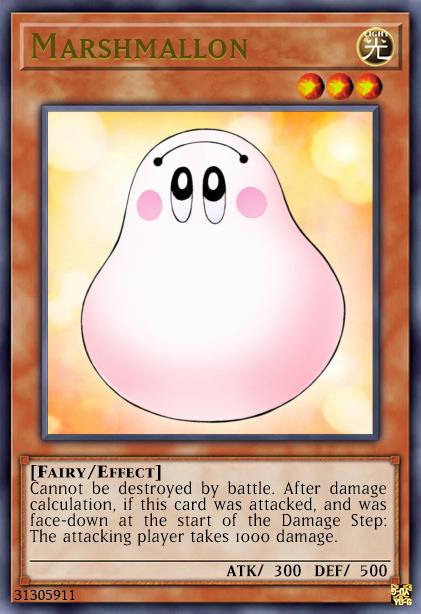 MARSHMALLON
LIGHT
光
[FAIRY/EFFECT]
Cannot be destroyed by battle. After damage
calculation, if this card was attacked, and was
face-down at the start of the Damage Step:
The attacking player takes 1000 damage.
ATK/ 300 DEF/ 500
31305911